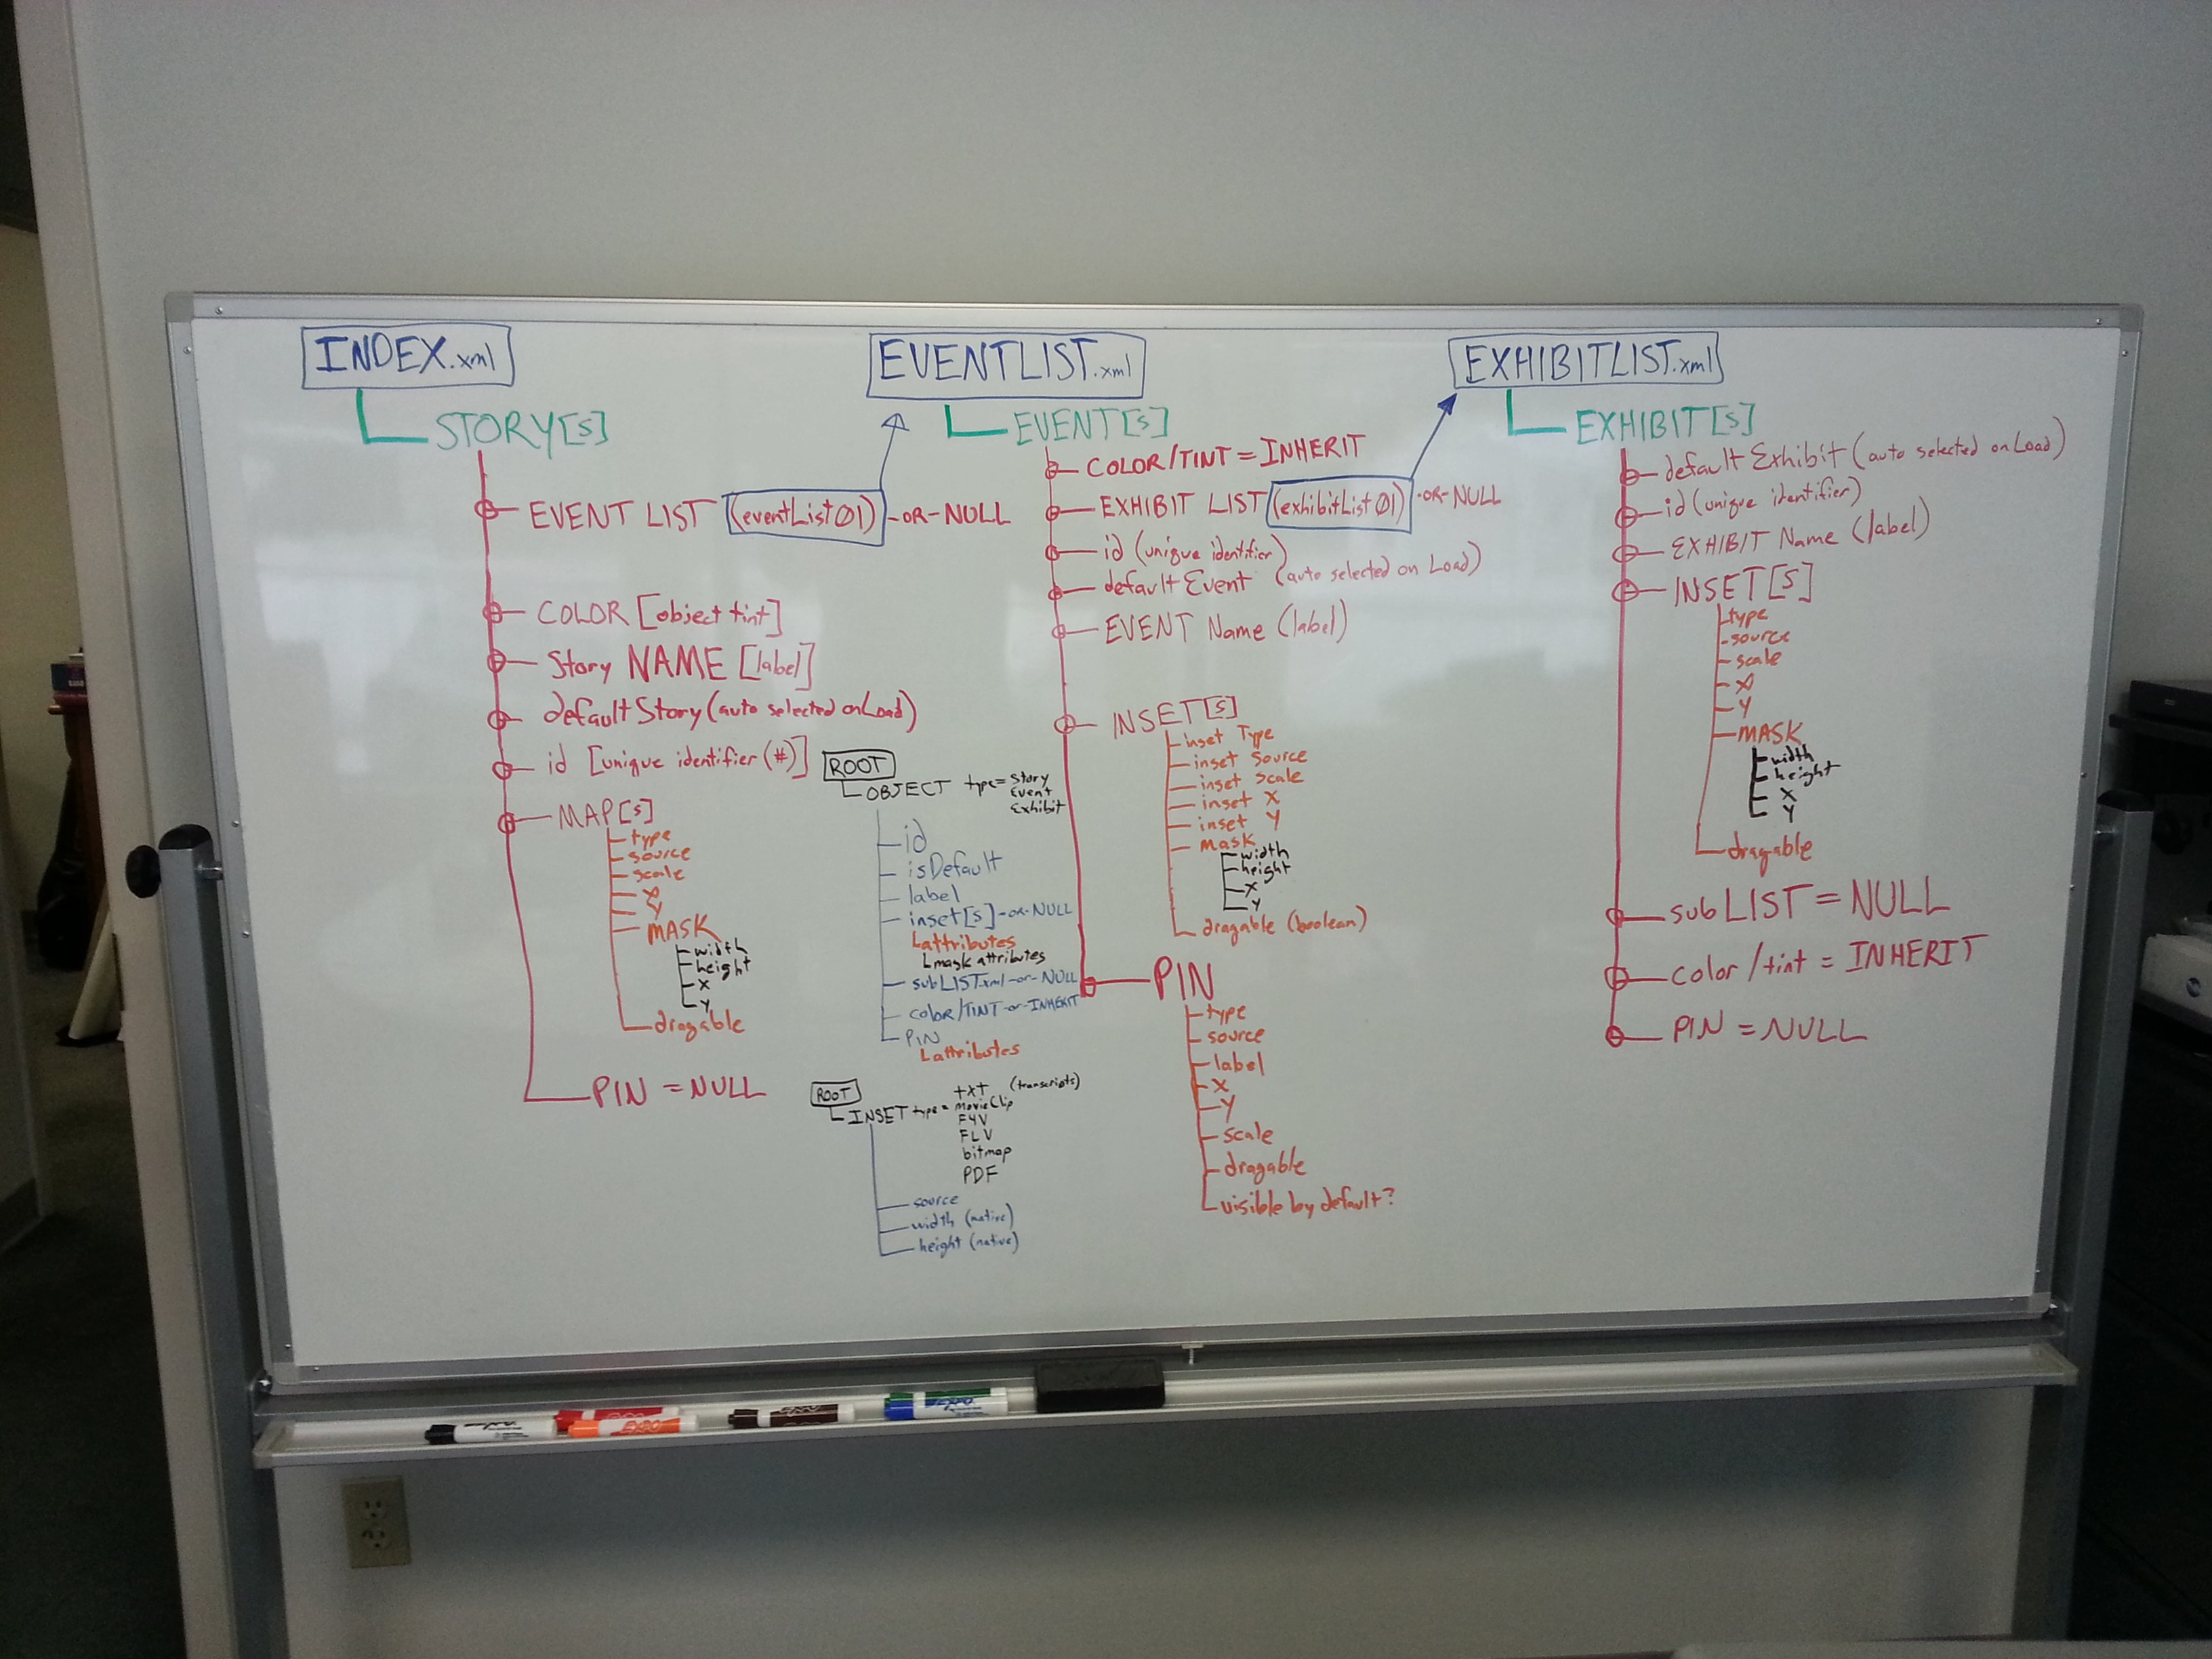 INDEX.xml
STORY[s]
EVENT LIST (eventList01) -OR- NULL
COLOR [object tint]
Story NAME [label]
default Story (auto selected onLoad)
id [unique identifier (#)]
MAP[s]
type
source
scale
X
Y
MASK
width
height
X
Y
dragable
PIN = NULL
ROOT
OBJECT type= Story
Event
Exhibit
id
isDefault
label
inset[s] -OR- NULL
attributes
mask attributes
subLIST.xml -or- NULL
color/TINT -or- INHERIT
PIN
attributes
ROOT
INSET type = txt (transcripts)
MovieClip
F4V
FLV
bitmap
PDF
source
width (native)
height (native)
EVENTLIST.xml
EVENT[s]
COLOR/TINT = INHERIT
EXHIBIT LIST (exhibitList01) -OR- NULL
id (unique identifier)
default Event (auto selected on Load)
EVENT Name (label)
INSET[s]
inset Type
inset Source
inset Scale
inset X
inset Y
Mask
width
height
X
Y
dragable (boolean)
PIN
type
source
label
X
Y
scale
dragable
visible by default?
EXHIBITLIST.xml
EXHIBIT[s]
default Exhibit (auto selected onLoad)
id (unique identifier)
EXHIBIT Name (label)
INSET[s]
type
source
scale
X
Y
MASK
width
height
X
Y
dragable
subLIST = NULL
color/tint = INHERIT
PIN = NULL